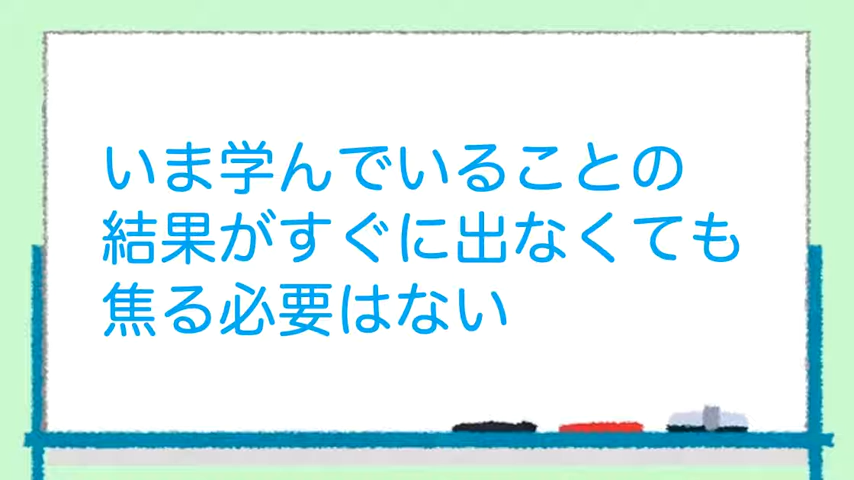 いま学んでいることの
結果がすぐに出なくても
焦る必要はない